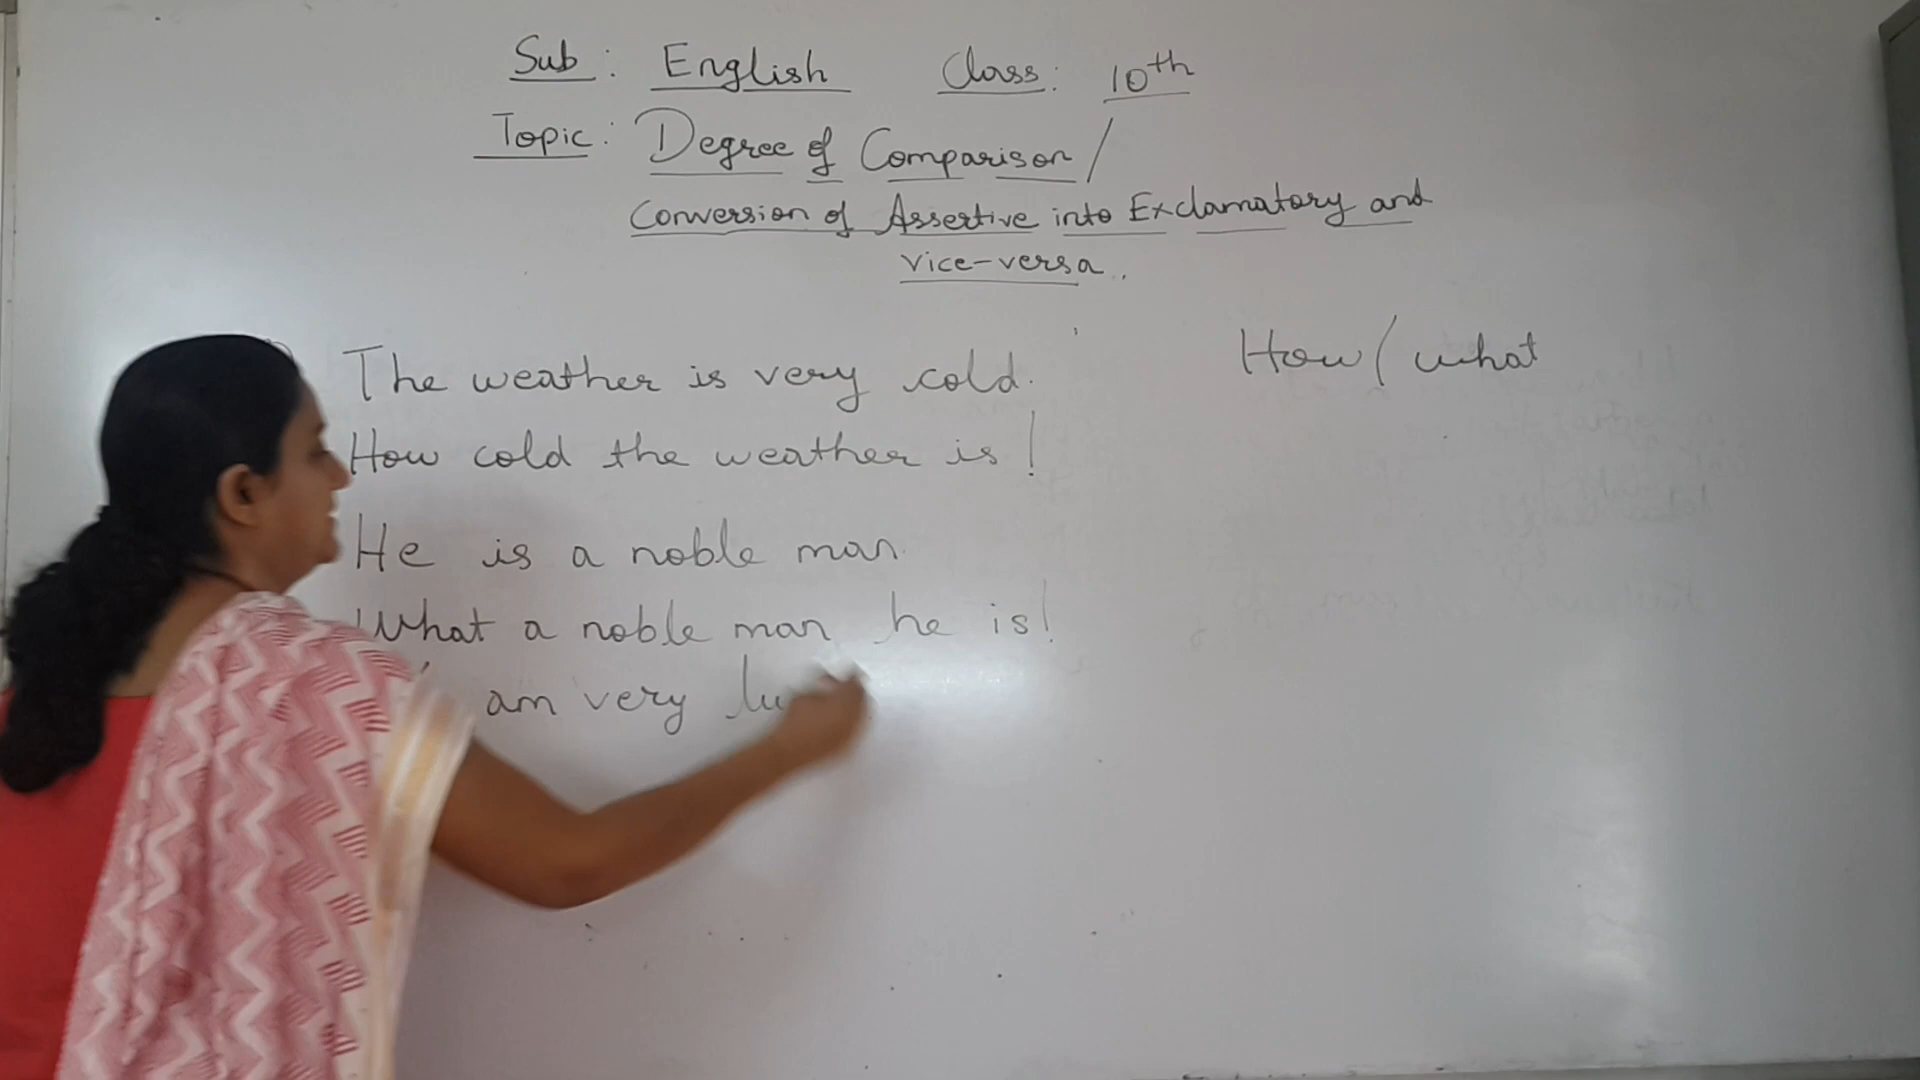 Sub : English Class : 10th
Topic : Degree of Comparison /
Conversion of Assertive into Exclamatory and
vice-versa.
The weather is very cold. How / what
How cold the weather is !
He is a noble man.
What a noble man he is!
am very